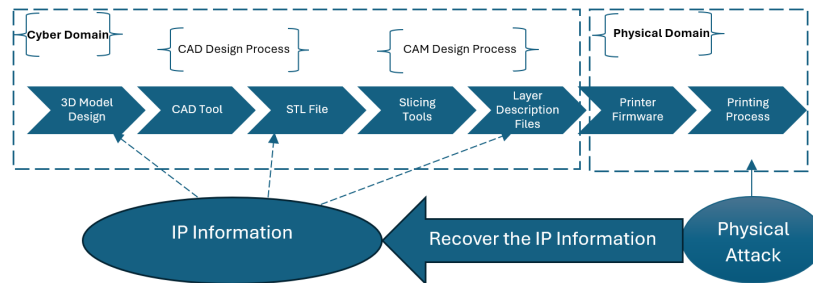 Cyber Domain
CAD Design Process
CAM Design Process
Physical Domain
3D Model
Design
CAD Tool
STL File
Slicing
Tools
Layer
Description
Files
Printer
Firmware
Printing
Process
IP Information
Recover the IP Information
Physical
Attack